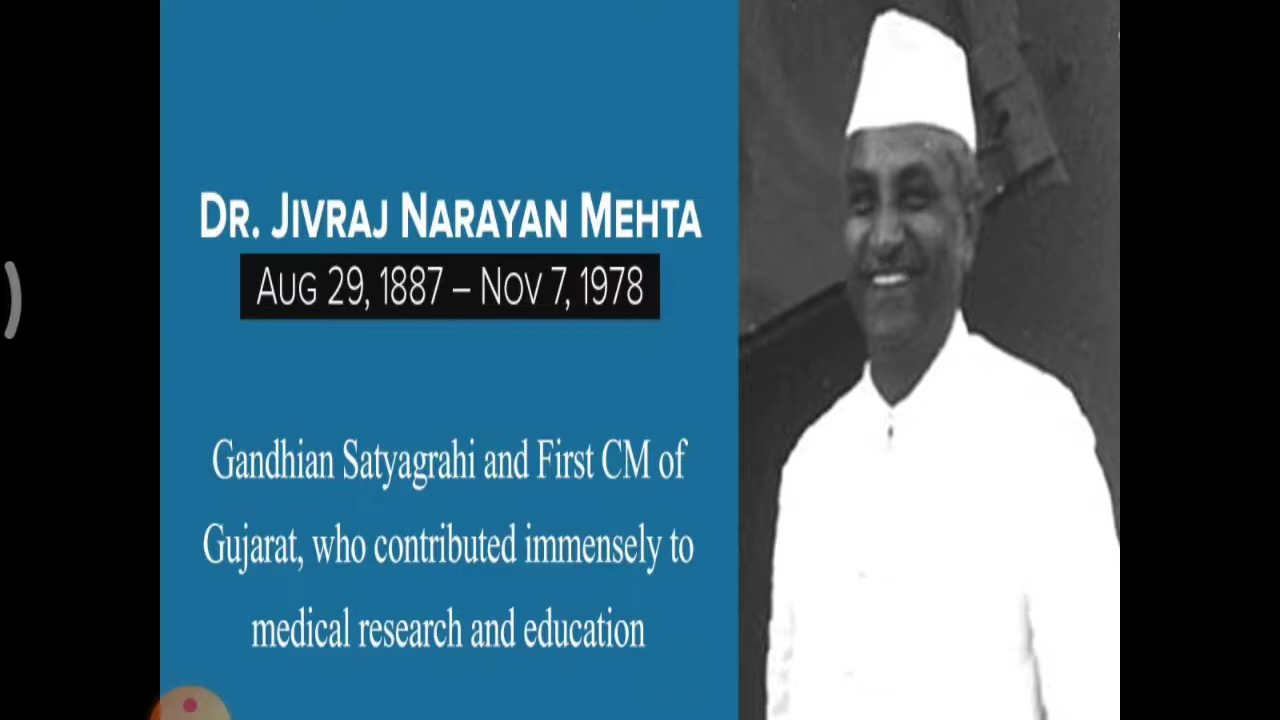 DR. JIVRAJ NARAYAN MEHTA
AUG 29, 1887 – NOV 7, 1978
Gandhian Satyagrahi and First CM of
Gujarat, who contributed immensely to
medical research and education